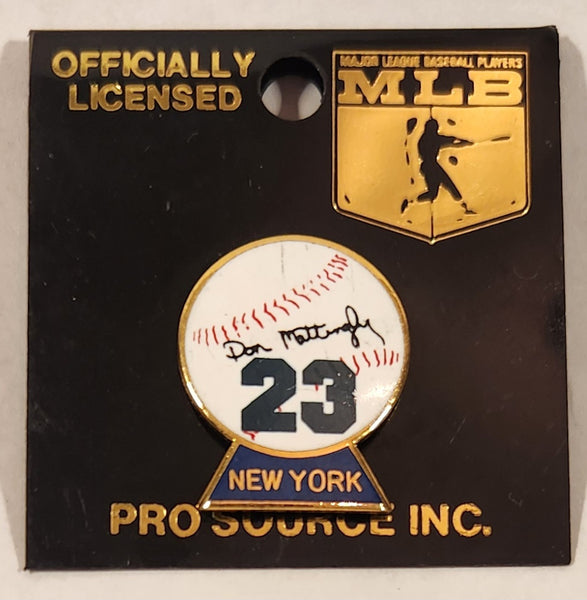 OFFICIALLY
LICENSED
MAJOR LEAGUE BASEBALL PLAYERS
MLB
Don Mattingly
23
NEW YORK
PRO SOURCE INC.